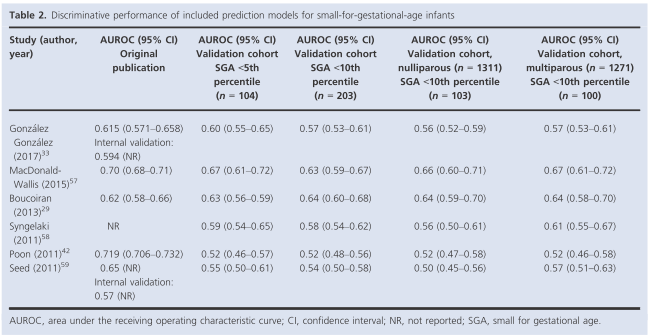 Table 2. Discriminative performance of included prediction models for small-for-gestational-age infants
Study (author, AUROC (95% CI) AUROC (95% CI) AUROC (95% CI) AUROC (95% CI) AUROC (95% CI)
year) Original Validation cohort Validation cohort Validation cohort, Validation cohort,
publication SGA <5th SGA <10th nulliparous (n = 1311) multiparous (n = 1271)
percentile percentile SGA <10th percentile SGA <10th percentile
(n = 104) (n = 203) (n = 103) (n = 100)
González 0.615 (0.571–0.658) 0.60 (0.55–0.65) 0.57 (0.53–0.61) 0.56 (0.52–0.59) 0.57 (0.53–0.61)
González Internal validation:
(2017)33 0.594 (NR)
MacDonald- 0.70 (0.68–0.71) 0.67 (0.61–0.72) 0.63 (0.59–0.67) 0.66 (0.60–0.71) 0.67 (0.61–0.72)
Wallis (2015)57
Boucoiran 0.62 (0.58–0.66) 0.63 (0.56–0.59) 0.64 (0.60–0.68) 0.64 (0.59–0.70) 0.64 (0.58–0.70)
(2013)29
Syngelaki NR 0.59 (0.54–0.65) 0.58 (0.54–0.62) 0.56 (0.50–0.61) 0.61 (0.55–0.67)
(2011)58
Poon (2011)42 0.719 (0.706–0.732) 0.52 (0.46–0.57) 0.52 (0.48–0.56) 0.52 (0.47–0.58) 0.52 (0.46–0.58)
Seed (2011)59 0.65 (NR) 0.55 (0.50–0.61) 0.54 (0.50–0.58) 0.50 (0.45–0.56) 0.57 (0.51–0.63)
Internal validation:
0.57 (NR)
AUROC, area under the receiving operating characteristic curve; CI, confidence interval; NR, not reported; SGA, small for gestational age.